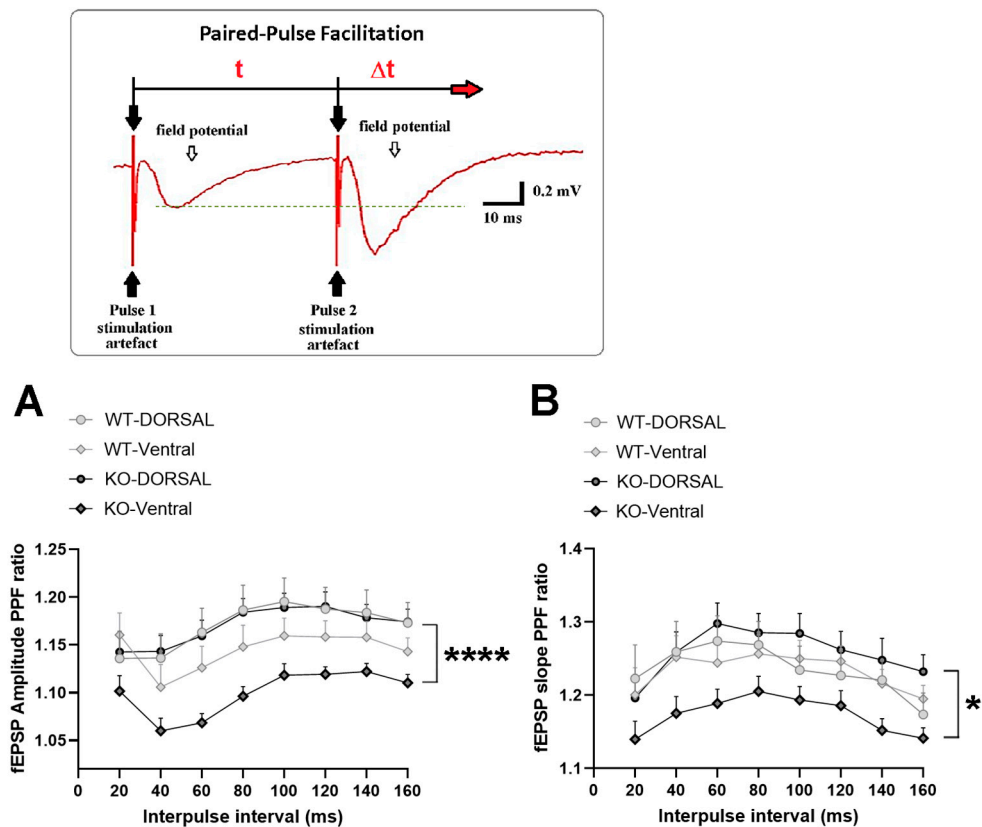 Paired-Pulse Facilitation
t
Δt
field potential
field potential
0.2 mV
10 ms
Pulse 1
stimulation
artefact
Pulse 2
stimulation
artefact
A
WT-DORSAL
WT-Ventral
KO-DORSAL
KO-Ventral
fEPSP Amplitude PPF ratio
1.25
1.20
1.15
1.10
1.05
0 20 40 60 80 100 120 140 160
Interpulse interval (ms)
****
B
WT-DORSAL
WT-Ventral
KO-DORSAL
KO-Ventral
fEPSP slope PPF ratio
1.4
1.3
1.2
1.1
0 20 40 60 80 100 120 140 160
Interpulse interval (ms)
*